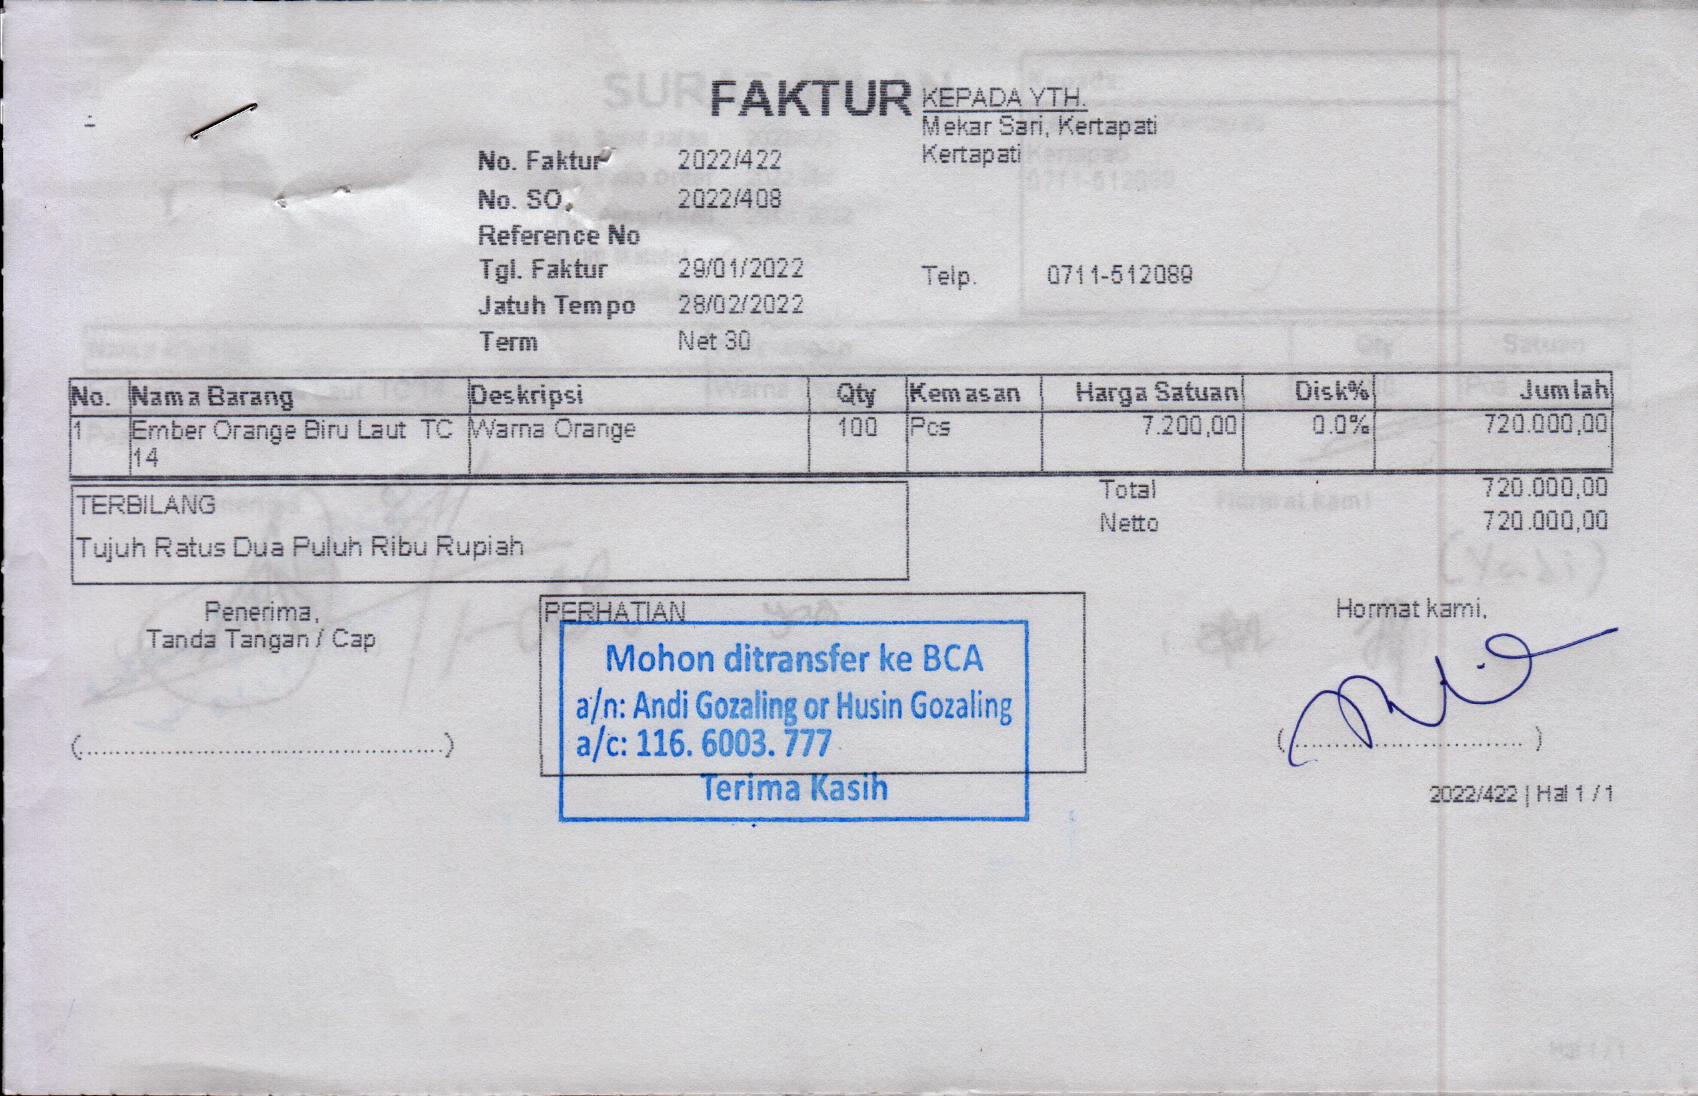 FAKTUR
KEPADA YTH.
Mekar Sari, Kertapati
Kertapati
No. Faktur 2022/422
No. SO. 2022/408
Reference No
Tgl. Faktur 29/01/2022
Telp. 0711-512089
Jatuh Tempo 28/02/2022
Term Net 30
No. Nama Barang Deskripsi Qty Kemasan Harga Satuan Disk% Jumlah
1 Ember Orange Biru Laut TC Warna Orange 100 Pcs 7.200,00 0.0% 720.000,00
14
TERBILANG
Tujuh Ratus Dua Puluh Ribu Rupiah
Total 720.000,00
Netto 720.000,00
Penerima,
Tanda Tangan / Cap
(..............................................)
PERHATIAN
Mohon ditransfer ke BCA
a/n: Andi Gozaling or Husin Gozaling
a/c: 116. 6003. 777
Terima Kasih
Hormat kami,
(.............................. )
2022/422 | Hal 1 / 1